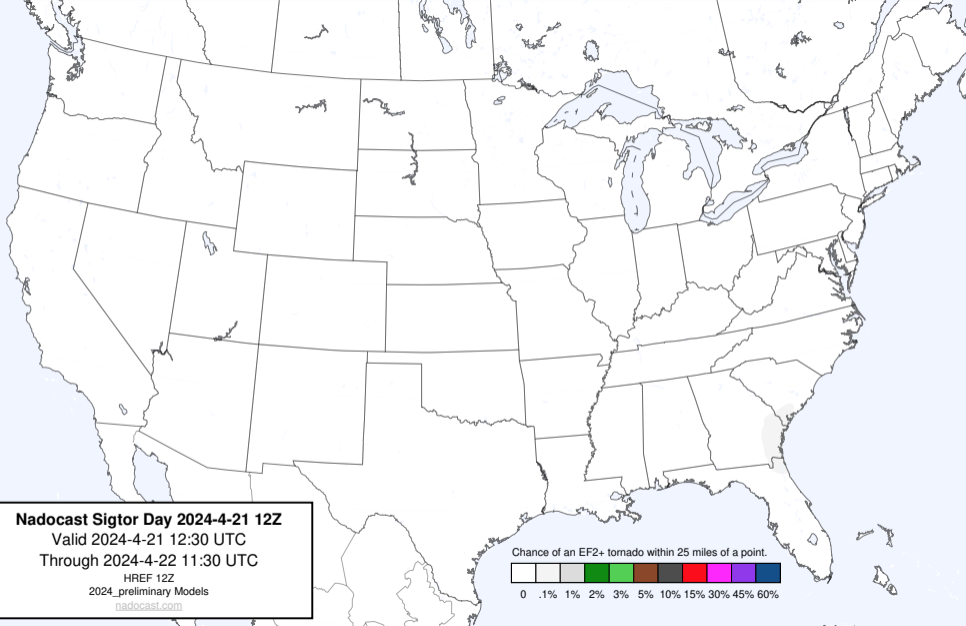 Nadocast Sigtor Day 2024-4-21 12Z
Valid 2024-4-21 12:30 UTC
Through 2024-4-22 11:30 UTC
HREF 12Z
2024_preliminary Models
nadocast.com
Chance of an EF2+ tornado within 25 miles of a point.
0 .1% 1% 2% 3% 5% 10% 15% 30% 45% 60%